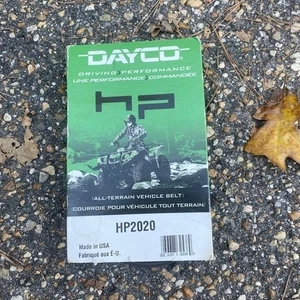 DAYCO
DRIVING PERFORMANCE
UNE PERFORMANCE COMMANDÉE
hp
(ALL-TERRAIN VEHICLE BELT)
(COURROIE POUR VÉHICULE TOUT TERRAIN)
HP2020
Made in USA
Fabriqué aux É-U.